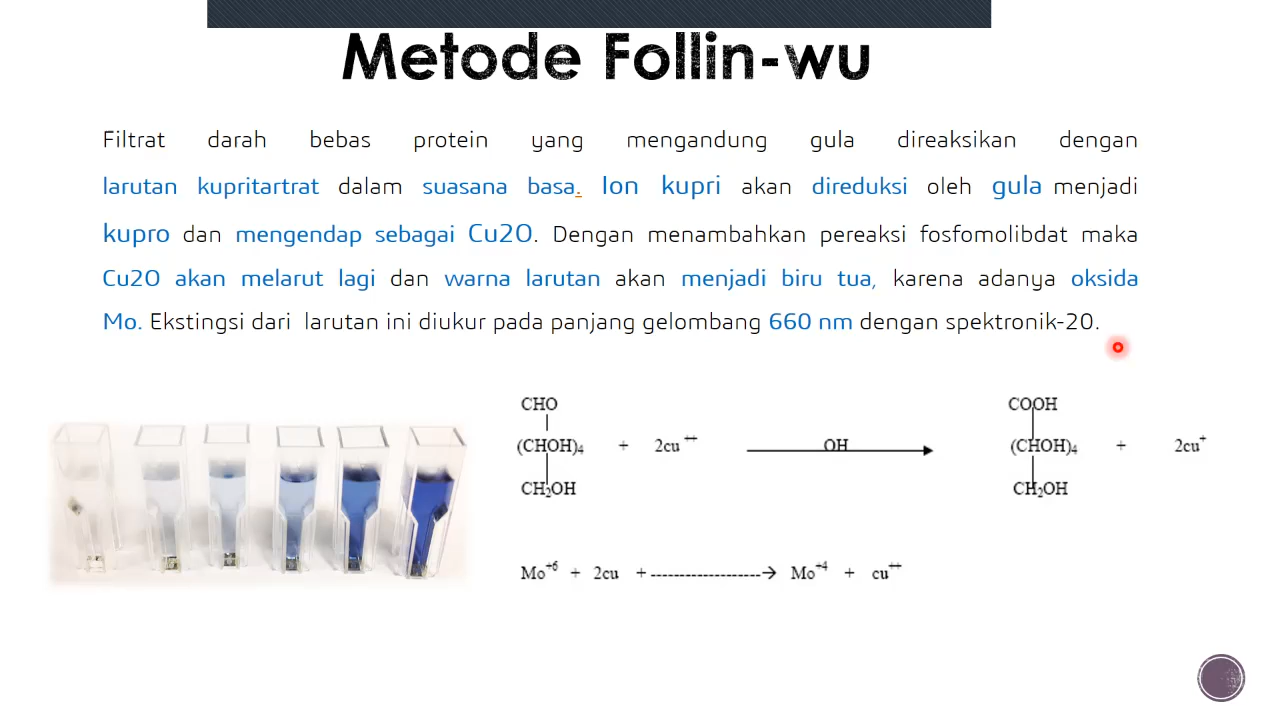 Metode Follin-wu
Filtrat darah bebas protein yang mengandung gula direaksikan dengan
larutan kupritartrat dalam suasana basa. Ion kupri akan direduksi oleh gula menjadi
kupro dan mengendap sebagai Cu2O. Dengan menambahkan pereaksi fosfomolibdat maka
Cu2O akan melarut lagi dan warna larutan akan menjadi biru tua, karena adanya oksida
Mo. Ekstingsi dari larutan ini diukur pada panjang gelombang 660 nm dengan spektronik-20.
CHO COOH
(CHOH)₄ + 2cu⁺⁺ OH (CHOH)₄ + 2cu⁺
CH₂OH CH₂OH
Mo⁺⁶ + 2cu + --------------------→ Mo⁺⁴ + cu⁺⁺